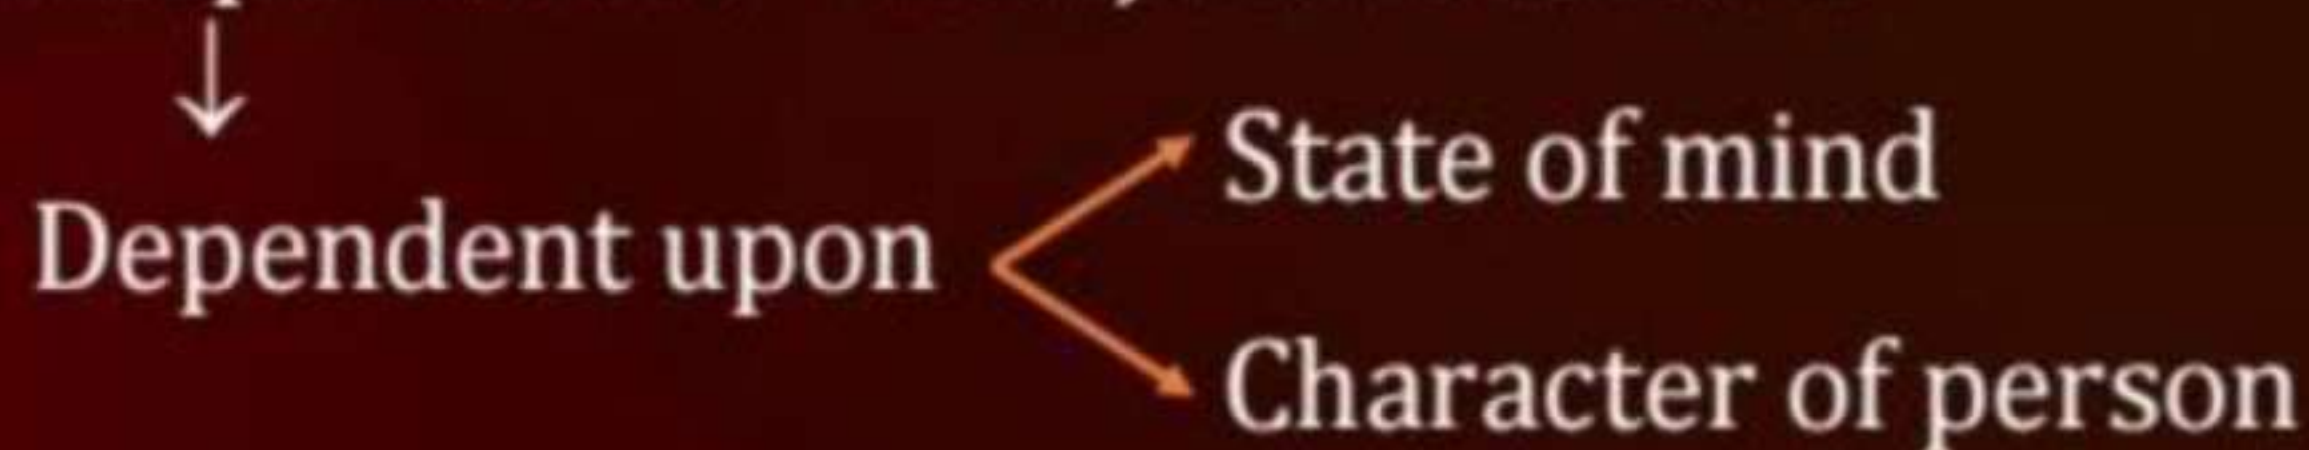 State of mind
Dependent upon
Character of person